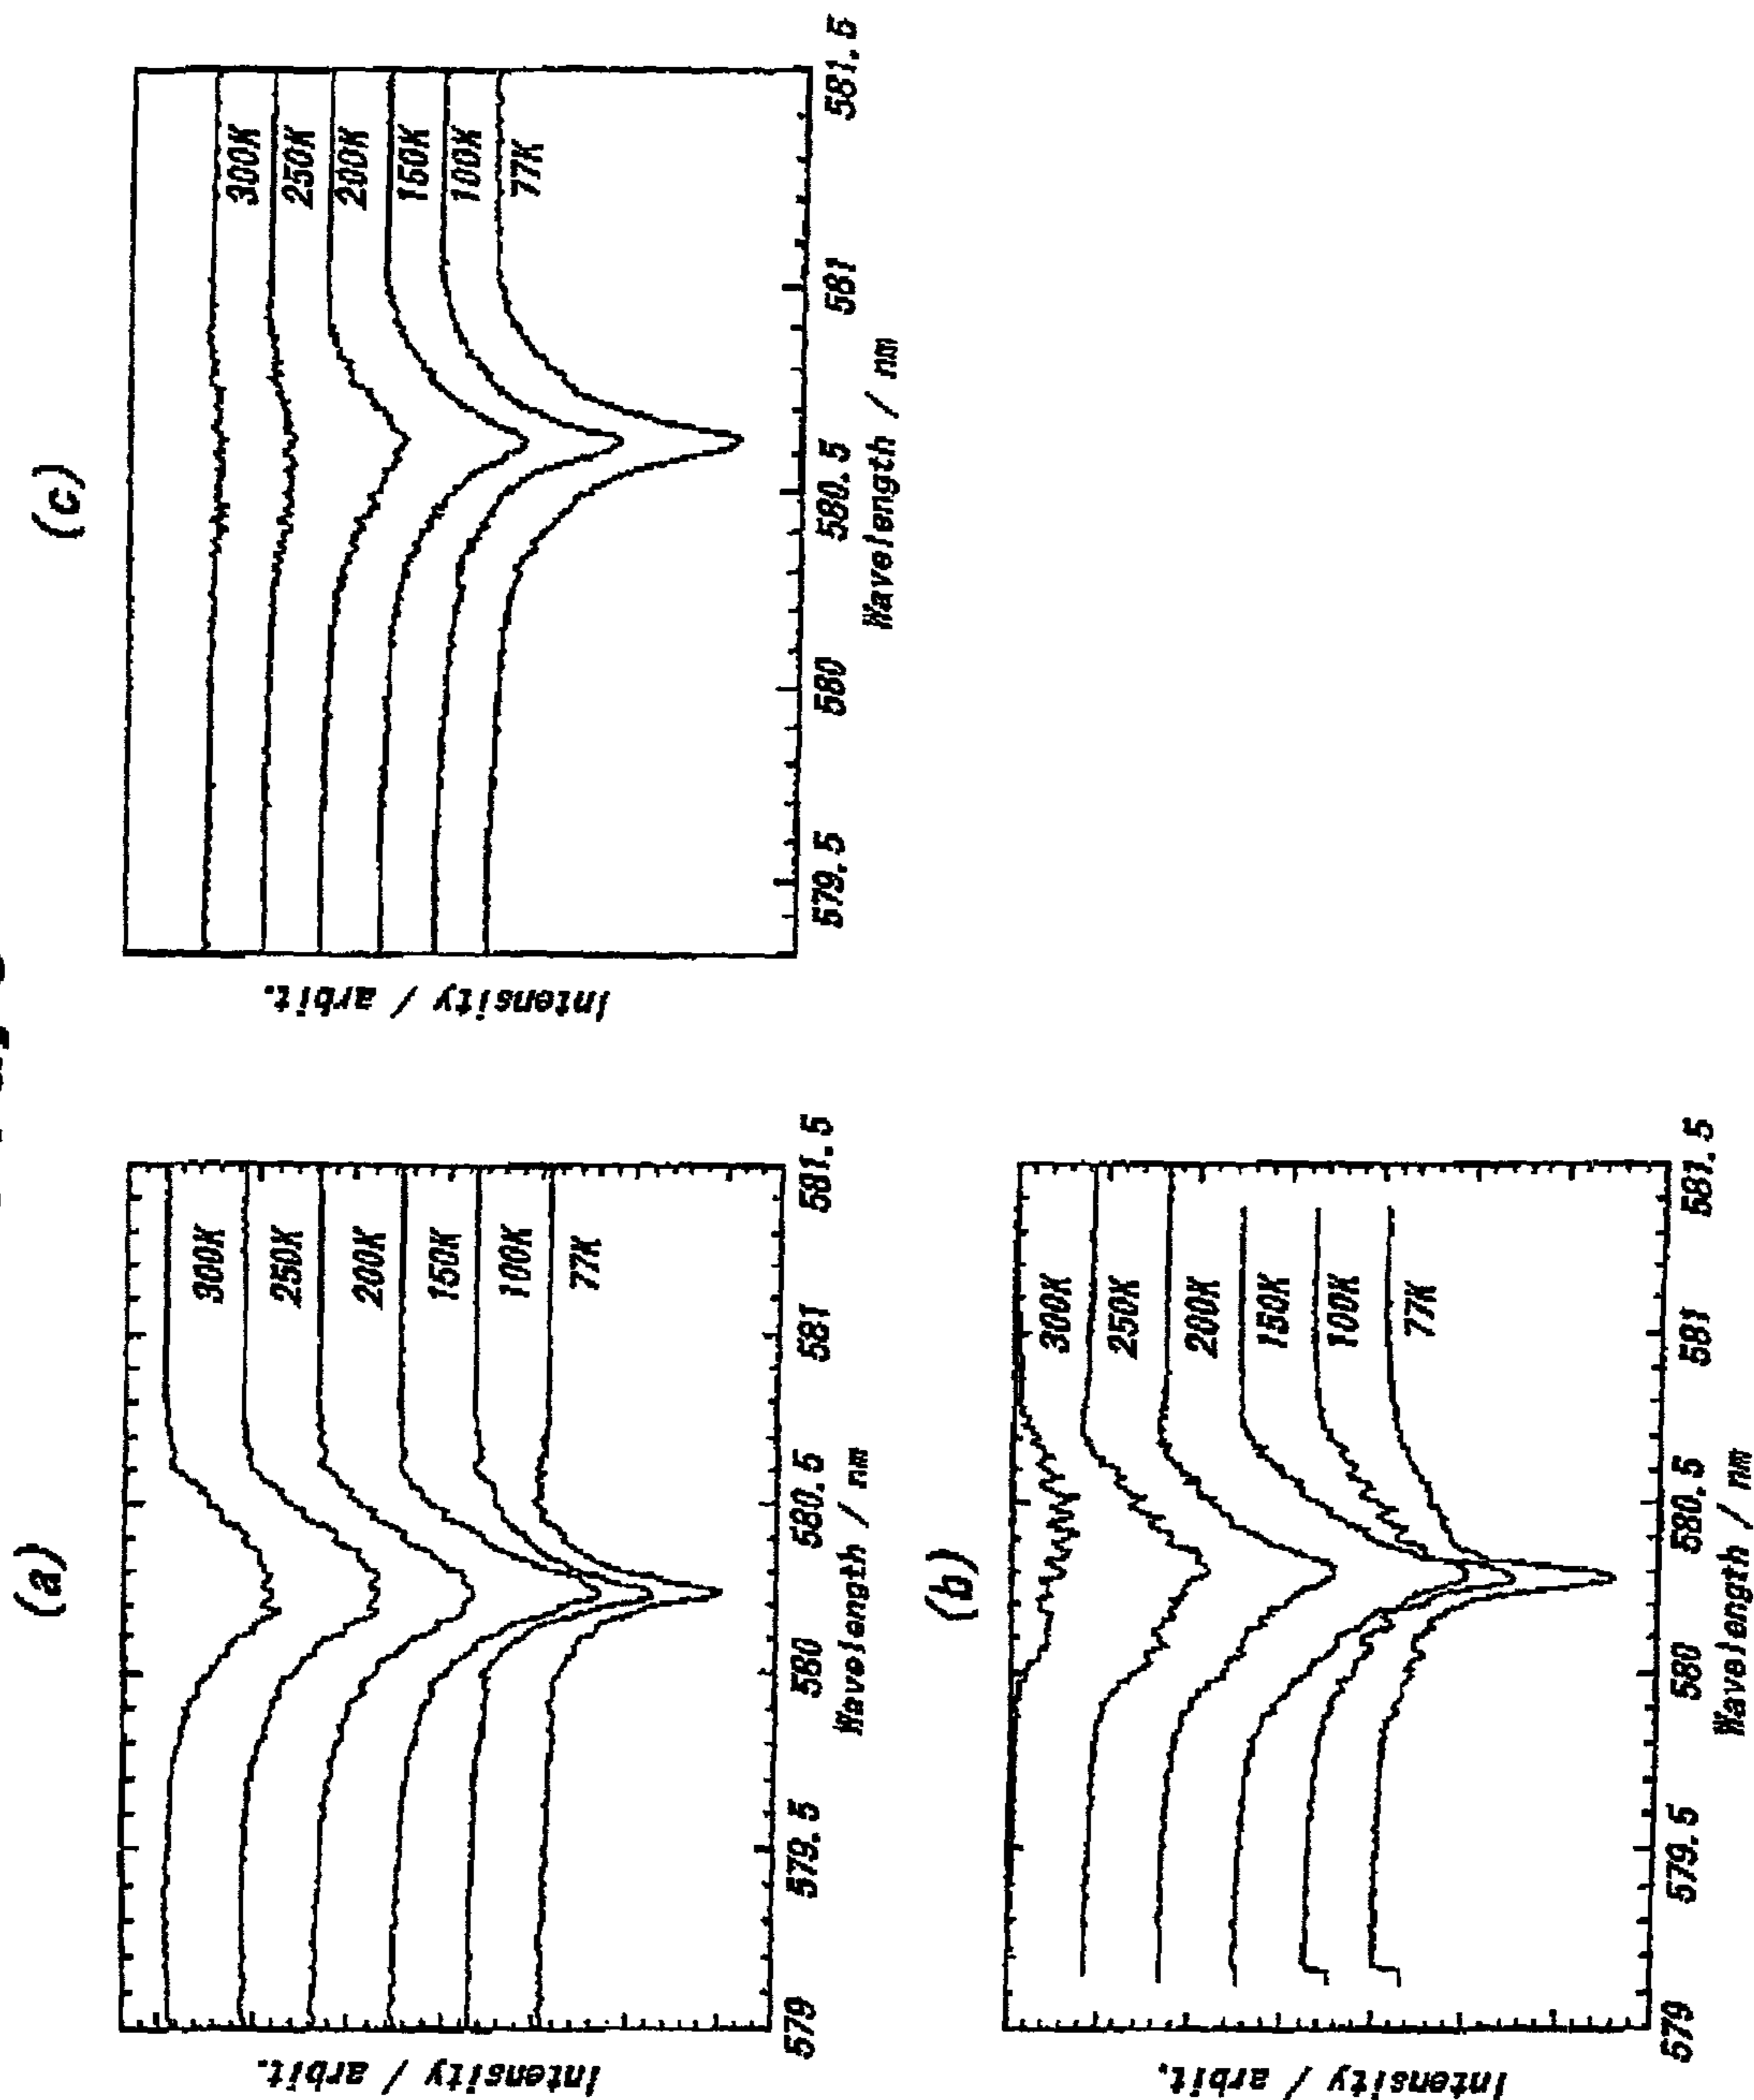 (a)
Intensity / arbit.
300K
250K
200K
150K
100K
77K
579
579.5
580
580.5
581
581.5
Wavelength / nm
(b)
Intensity / arbit.
300K
250K
200K
150K
100K
77K
579
579.5
580
580.5
581
581.5
Wavelength / nm
(c)
Intensity / arbit.
300K
250K
200K
150K
100K
77K
579.5
580
580.5
581
581.5
Wavelength / nm